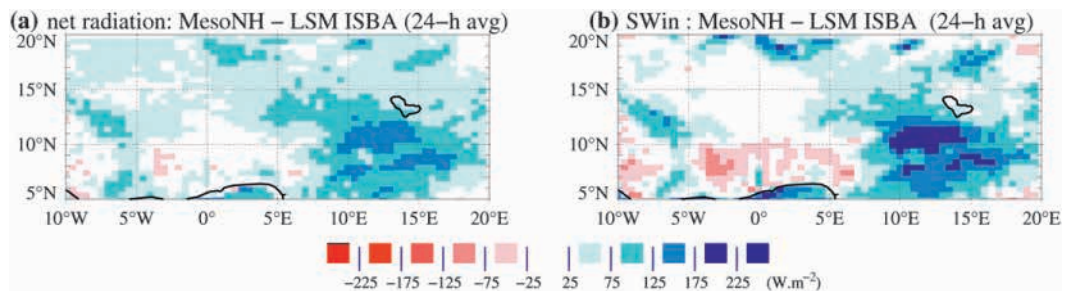 (a) net radiation: MesoNH – LSM ISBA (24–h avg)
(b) SWin : MesoNH – LSM ISBA (24–h avg)
20°N
15°N
10°N
5°N
10°W 5°W 0° 5°E 10°E 15°E 20°E
20°N
15°N
10°N
5°N
10°W 5°W 0° 5°E 10°E 15°E 20°E
−225 −175 −125 −75 −25 25 75 125 175 225 (W.m⁻²)